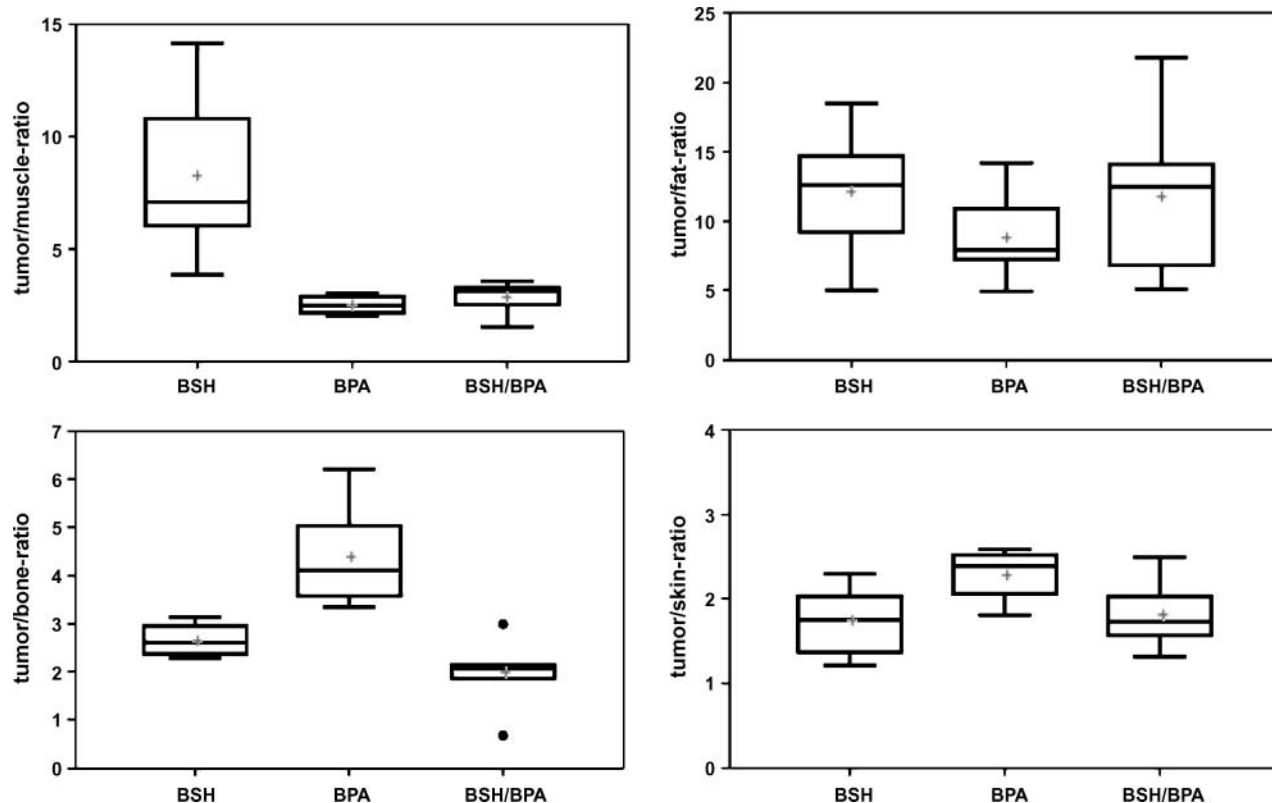 tumor/muscle-ratio
15
10
5
0
BSH BPA BSH/BPA
tumor/fat-ratio
25
20
15
10
5
0
BSH BPA BSH/BPA
tumor/bone-ratio
7
6
5
4
3
2
1
0
BSH BPA BSH/BPA
tumor/skin-ratio
4
3
2
1
0
BSH BPA BSH/BPA